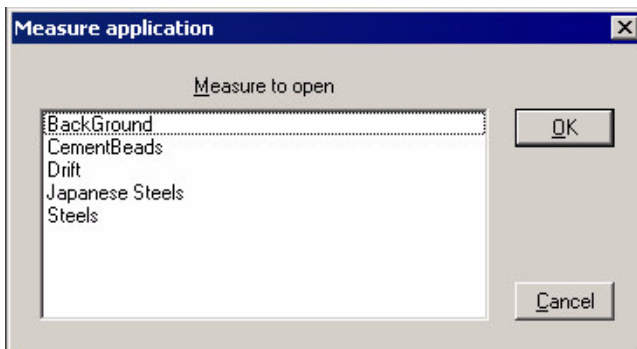 Measure application
Measure to open
BackGround
CementBeads
Drift
Japanese Steels
Steels
OK
Cancel